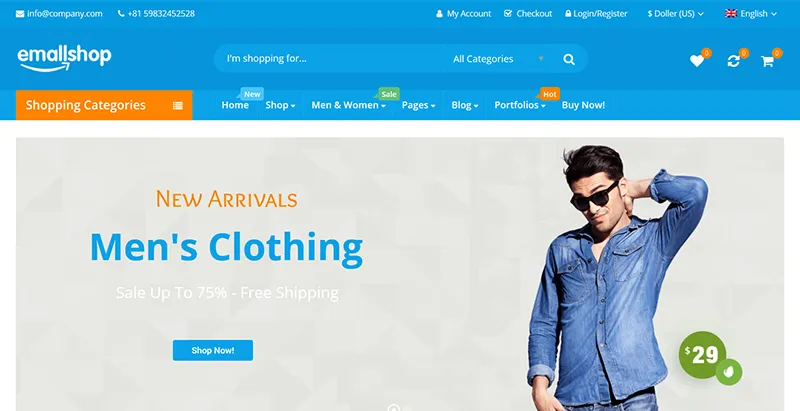 info@company.com +81 59832452528 My Account Checkout Login/Register $ Doller (US) English
emallshop I'm shopping for... All Categories 0 0 0
New Sale Hot
Shopping Categories Home Shop Men & Women Pages Blog Portfolios Buy Now!
New Arrivals
Men's Clothing
Sale Up To 75% - Free Shipping
Shop Now!
$29